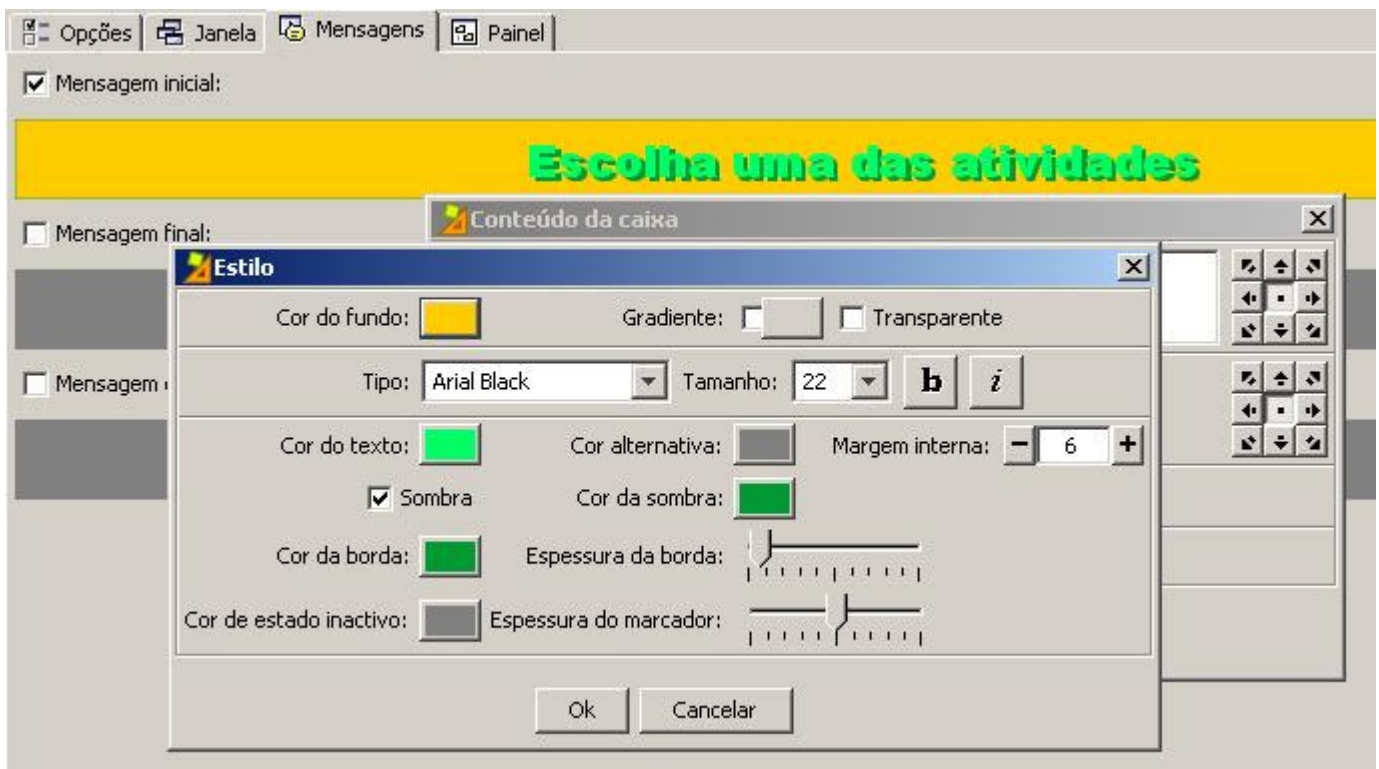 Opções Janela Mensagens Painel
Mensagem inicial:
Escolha uma das atividades
Conteúdo da caixa
Mensagem final:
Estilo
Cor do fundo: Gradiente: Transparente
Mensagem
Tipo: Arial Black Tamanho: 22 b i
Cor do texto: Cor alternativa: Margem interna: 6
Sombra Cor da sombra:
Cor da borda: Espessura da borda:
Cor de estado inactivo: Espessura do marcador:
Ok Cancelar